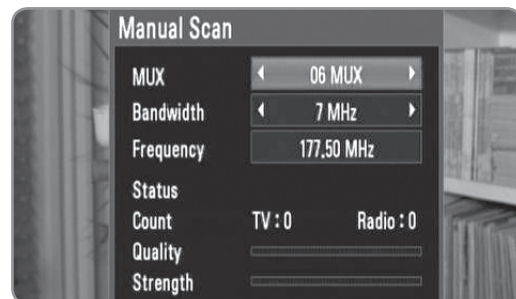 Manual Scan
MUX 06 MUX
Bandwidth 7 MHz
Frequency 177.50 MHz
Status
Count TV : 0 Radio : 0
Quality
Strength